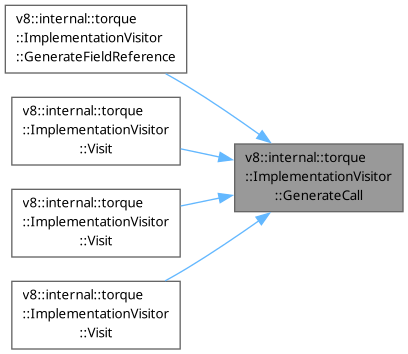 v8::internal::torque
::ImplementationVisitor
::GenerateFieldReference
v8::internal::torque
::ImplementationVisitor
::Visit
v8::internal::torque
::ImplementationVisitor
::GenerateCall
v8::internal::torque
::ImplementationVisitor
::Visit
v8::internal::torque
::ImplementationVisitor
::Visit